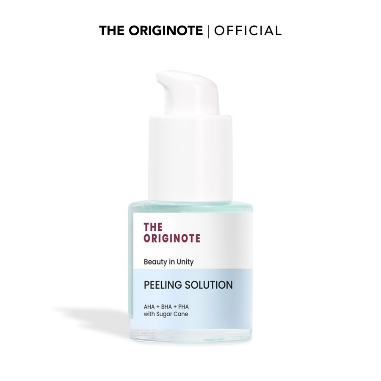 THE ORIGINOTE | OFFICIAL
THE
ORIGINOTE
Beauty in Unity
PEELING SOLUTION
AHA + BHA + PHA
with Sugar Cane